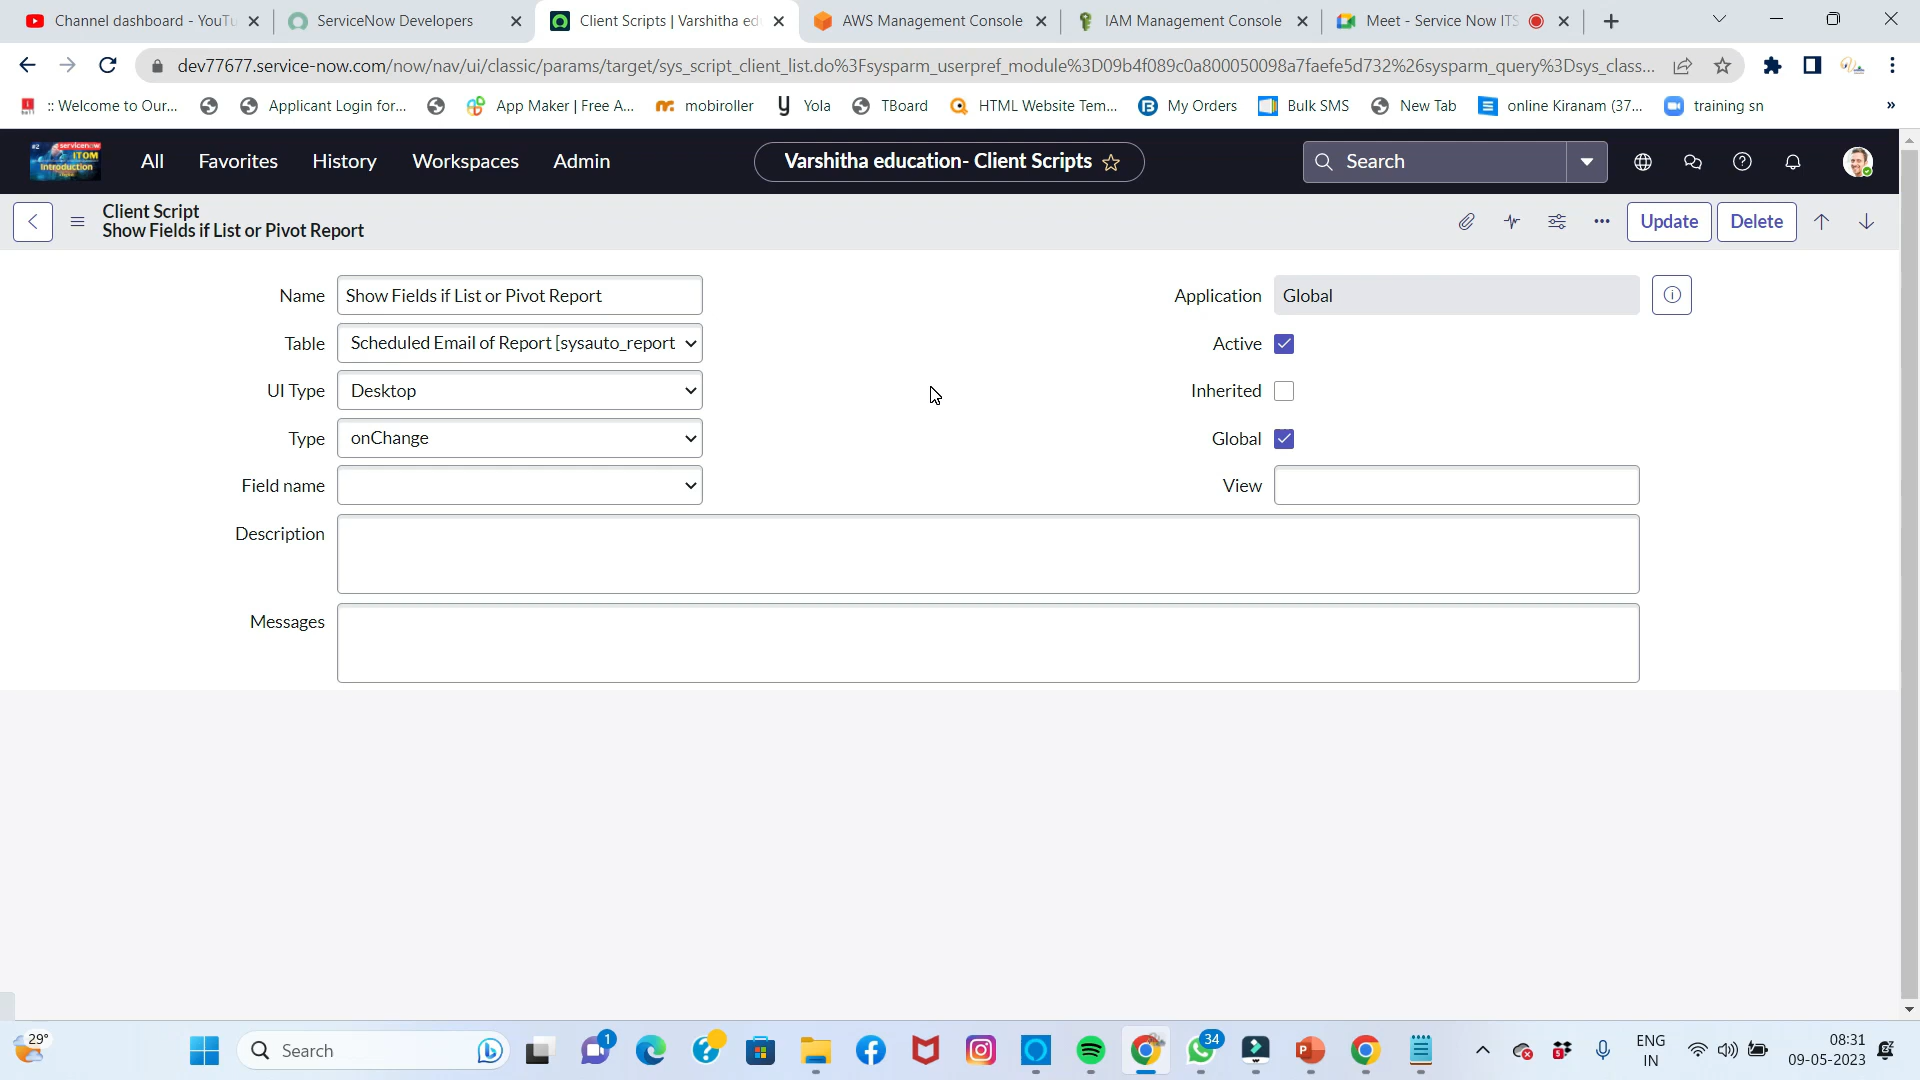 Channel dashboard - YouTu
ServiceNow Developers
Client Scripts | Varshitha ed
AWS Management Console
IAM Management Console
Meet - Service Now ITS
dev77677.service-now.com/now/nav/ui/classic/params/target/sys_script_client_list.do%3Fsysparm_userpref_module%3D09b4f089c0a800050098a7faefe5d732%26sysparm_query%3Dsys_class...
:: Welcome to Our...
Applicant Login for...
App Maker | Free A...
mobiroller
Yola
TBoard
HTML Website Tem...
My Orders
Bulk SMS
New Tab
online Kiranam (37...
training sn
»
#2 servicenow
ITOM
Introduction
All
Favorites
History
Workspaces
Admin
Varshitha education- Client Scripts
Search
Client Script
Show Fields if List or Pivot Report
Update
Delete
Name
Show Fields if List or Pivot Report
Application
Global
Table
Scheduled Email of Report [sysauto_report
Active
UI Type
Desktop
Inherited
Type
onChange
Global
Field name
View
Description
Messages
29°
Search
1
34
ENG
IN
08:31
09-05-2023